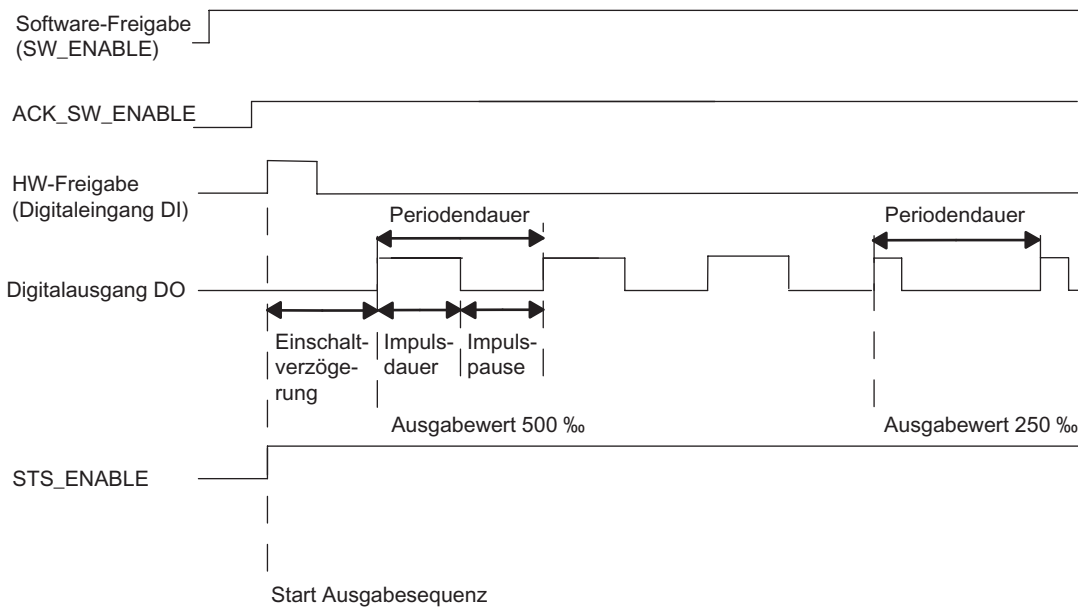 Software-Freigabe
(SW_ENABLE)
ACK_SW_ENABLE
HW-Freigabe
(Digitaleingang DI)
Periodendauer
Periodendauer
Digitalausgang DO
Einschalt-
verzöge-
rung
Impuls-
dauer
Impuls-
pause
Ausgabewert 500 ‰
Ausgabewert 250 ‰
STS_ENABLE
Start Ausgabesequenz